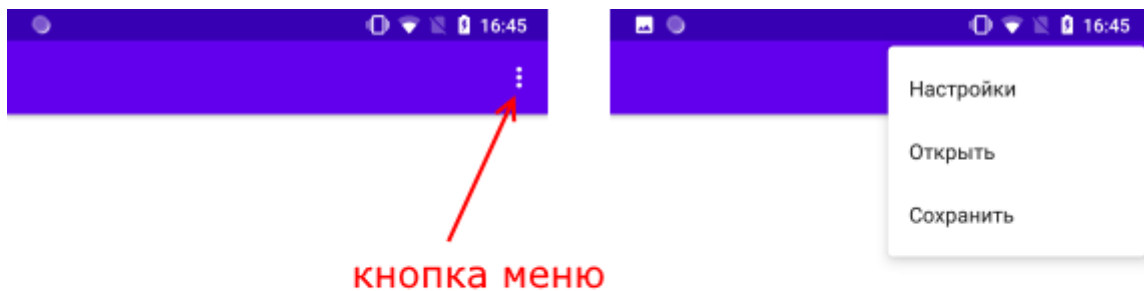 16:45
кнопка меню
16:45
Настройки
Открыть
Сохранить